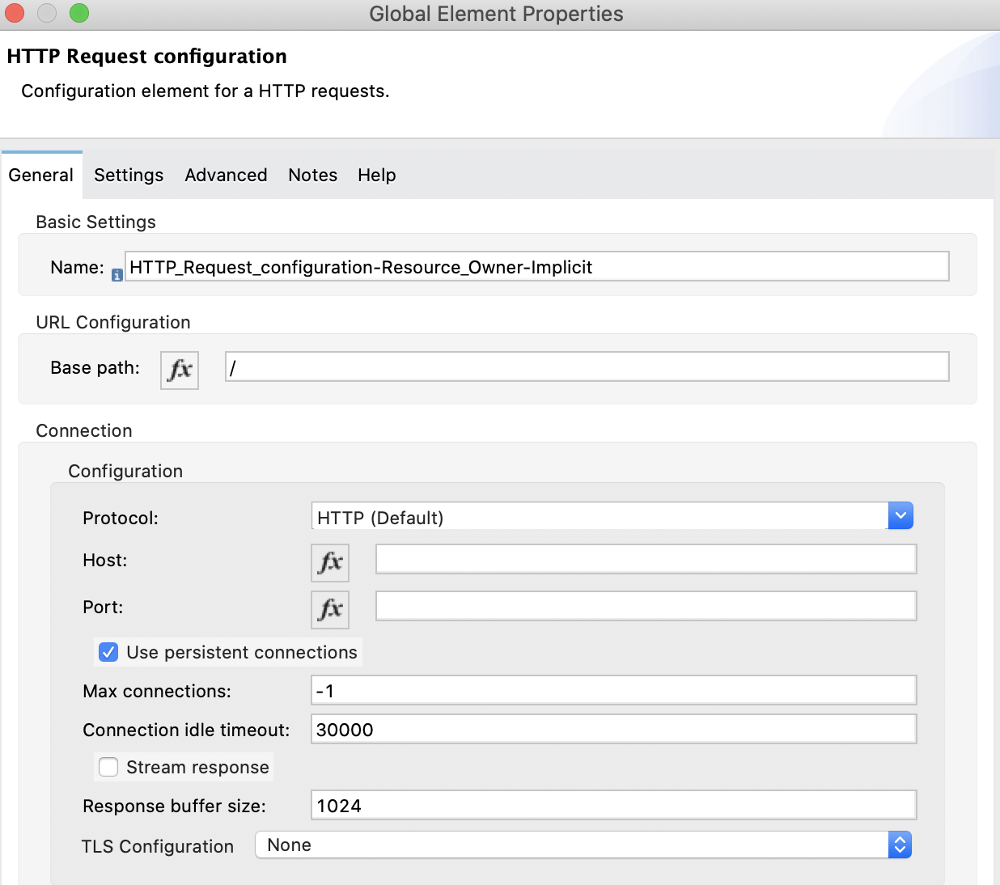 Global Element Properties
HTTP Request configuration
Configuration element for a HTTP requests.
General Settings Advanced Notes Help
Basic Settings
Name: HTTP_Request_configuration-Resource_Owner-Implicit
URL Configuration
Base path: fx /
Connection
Configuration
Protocol: HTTP (Default)
Host: fx
Port: fx
Use persistent connections
Max connections: -1
Connection idle timeout: 30000
Stream response
Response buffer size: 1024
TLS Configuration None